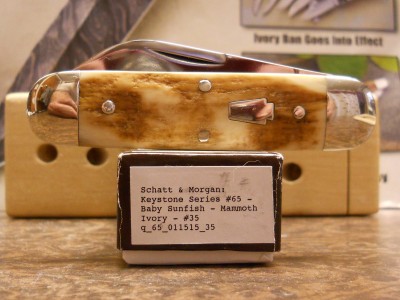 Ivory Ban Goes Into Effect
Schatt & Morgan:
Keystone Series #65 -
Baby Sunfish - Mammoth
Ivory - #35
q_65_011515_35